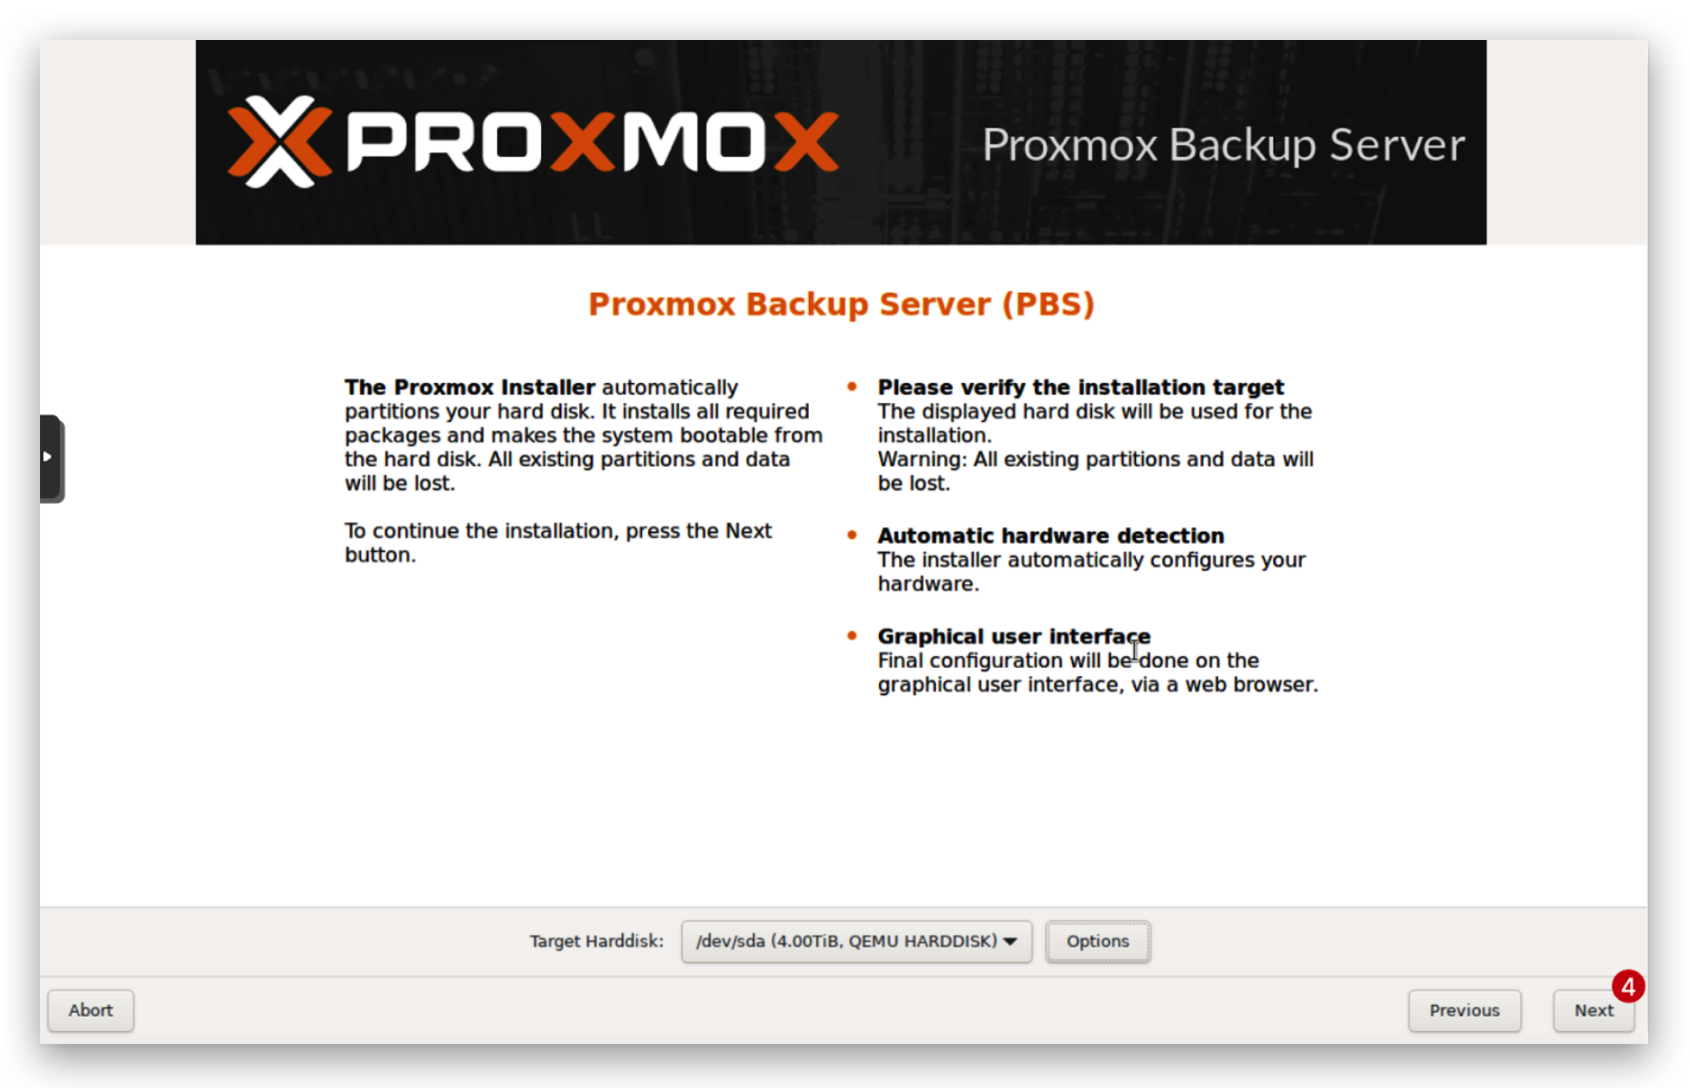 PROXMOX
Proxmox Backup Server
Proxmox Backup Server (PBS)
The Proxmox Installer automatically
partitions your hard disk. It installs all required
packages and makes the system bootable from
the hard disk. All existing partitions and data
will be lost.
To continue the installation, press the Next
button.
Please verify the installation target
The displayed hard disk will be used for the
installation.
Warning: All existing partitions and data will
be lost.
Automatic hardware detection
The installer automatically configures your
hardware.
Graphical user interface
Final configuration will be done on the
graphical user interface, via a web browser.
Target Harddisk: /dev/sda (4.00TiB, QEMU HARDDISK) Options
Abort Previous Next 4